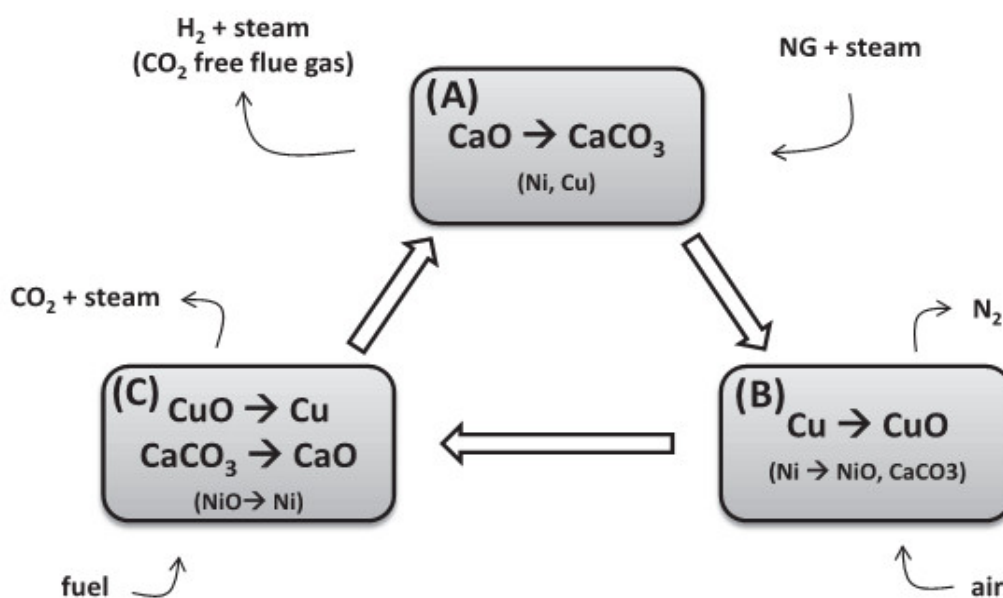 H₂ + steam
(CO₂ free flue gas)
NG + steam
(A)
CaO → CaCO₃
(Ni, Cu)
CO₂ + steam
N₂
(C)
CuO → Cu
CaCO₃ → CaO
(NiO→ Ni)
(B)
Cu → CuO
(Ni → NiO, CaCO3)
fuel
air